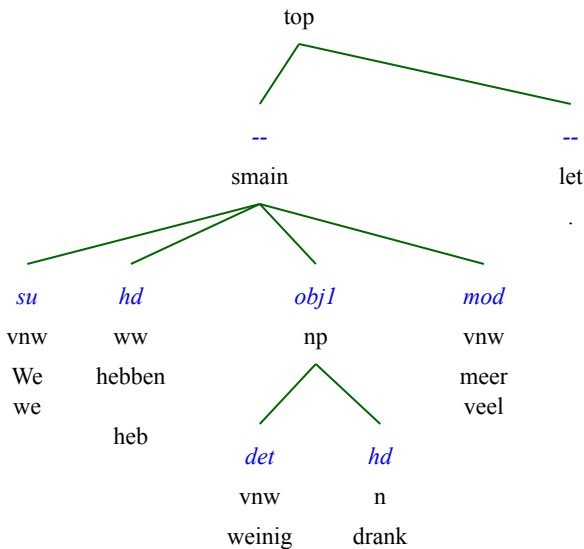 top
-- --
smain let
.
su hd obj1 mod
vnw ww np vnw
We hebben meer
we veel
heb
det hd
vnw n
weinig drank